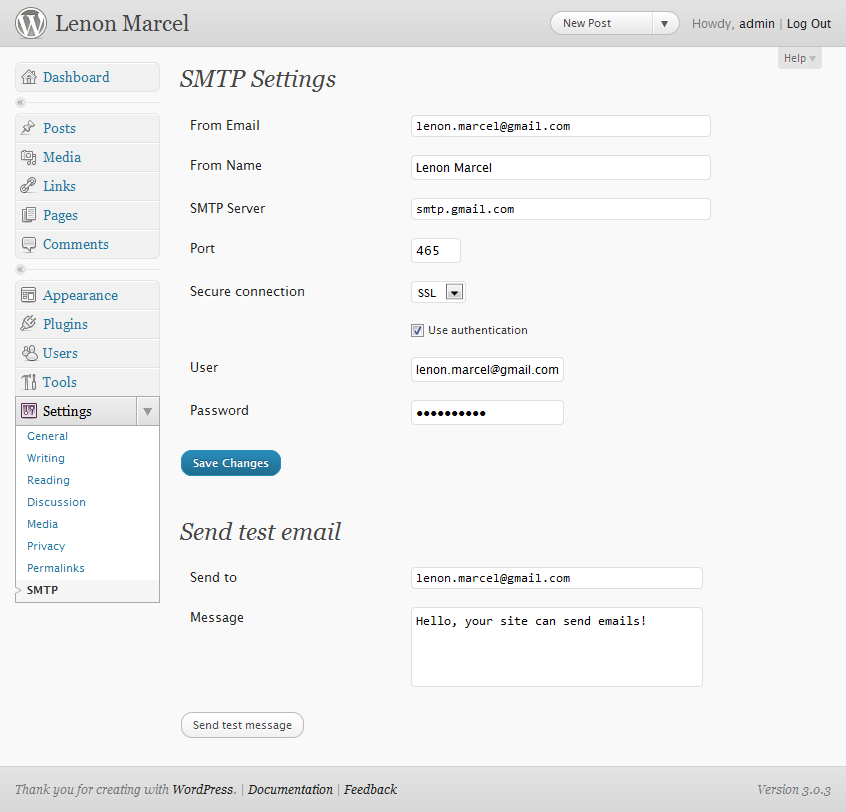 Lenon Marcel
New Post
Howdy, admin | Log Out
Help
Dashboard
Posts
Media
Links
Pages
Comments
Appearance
Plugins
Users
Tools
Settings
General
Writing
Reading
Discussion
Media
Privacy
Permalinks
SMTP
SMTP Settings
From Email lenon.marcel@gmail.com
From Name Lenon Marcel
SMTP Server smtp.gmail.com
Port 465
Secure connection SSL
Use authentication
User lenon.marcel@gmail.com
Password ●●●●●●●●●●
Save Changes
Send test email
Send to lenon.marcel@gmail.com
Message Hello, your site can send emails!
Send test message
Thank you for creating with WordPress. | Documentation | Feedback
Version 3.0.3